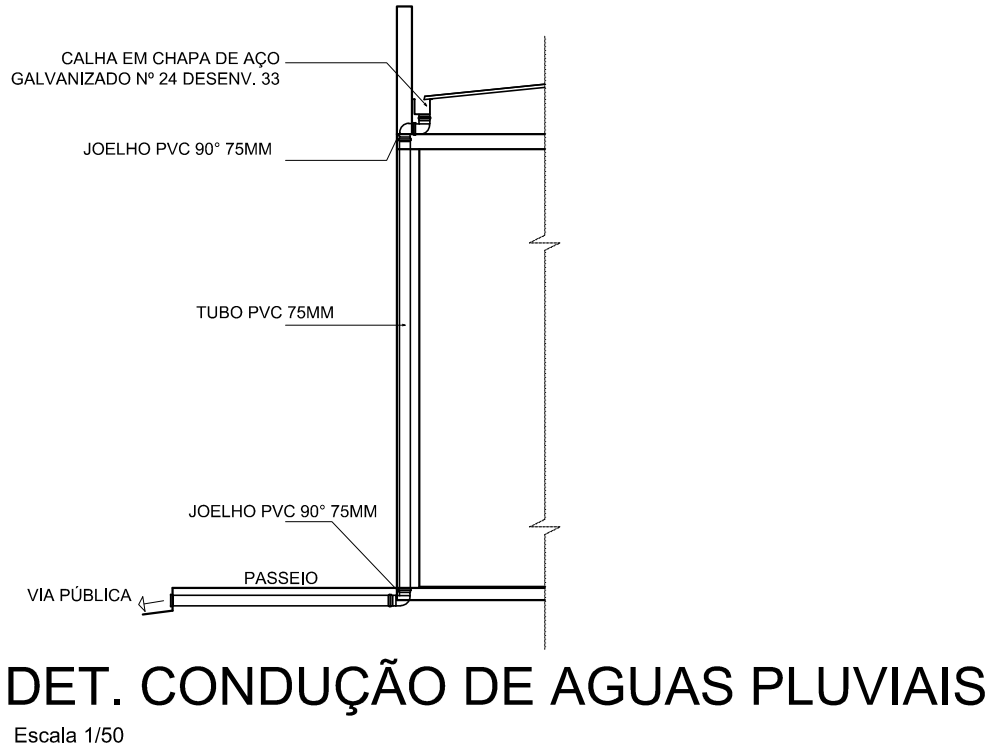 CALHA EM CHAPA DE AÇO
GALVANIZADO Nº 24 DESENV. 33
JOELHO PVC 90° 75MM
TUBO PVC 75MM
JOELHO PVC 90° 75MM
PASSEIO
VIA PÚBLICA
DET. CONDUÇÃO DE AGUAS PLUVIAIS
Escala 1/50